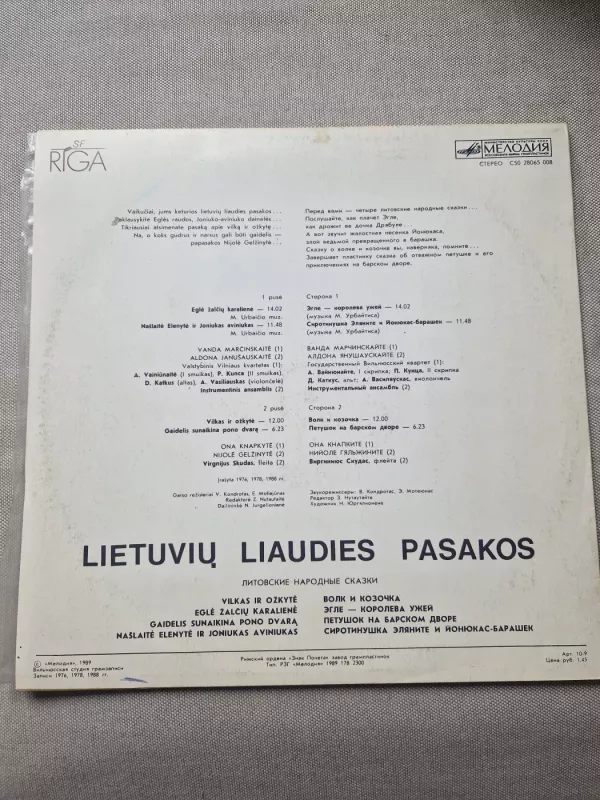 SF
RĪGA
МЕЛОДИЯ
СТЕРЕО С50 28065 008
Vaikučiai, jums keturios lietuvių liaudies pasakos...
Paklausykite Eglės raudos, Joniuko-aviniuko dainelės...
Tikriausiai atsimenate pasaką apie vilką ir ožkytę...
Na, o koks gudrus ir narsus gali būti gaidelis —
papasakos Nijolė Gelžinytė...
Перед вами — четыре литовские народные сказки...
Послушайте, как плачет Эгле,
как дрожит ее дочка Дрябуле...
А вот звучит жалостная песенка Йонюкаса,
злой ведьмой превращённого в барашка.
Сказку о волке и козочке вы, наверняка, помните...
Завершает пластинку сказка об отважном петушке и его
приключениях на барском дворе.
1 pusė
Eglė žalčių karalienė — 14.02
M. Urbaičio muz.
Našlaitė Elenytė ir Joniukas aviniukas — 11.48
M. Urbaičio muz.
VANDA MARČINSKAITĖ (1)
ALDONA JANUŠAUSKAITĖ (2)
Valstybinis Vilniaus kvartetas (1):
A. Vainiūnaitė (I smuikas), P. Kunca (II smuikas),
D. Katkus (altas), A. Vasiliauskas (violončelė)
Instrumentinis ansamblis (2)
Сторона 1
Эгле — королева ужей — 14.02
(музыка М. Урбайтиса)
Сиротинушка Эляните и Йонюкас-барашек — 11.48
(музыка М. Урбайтиса)
ВАНДА МАРЧИНСКАЙТЕ (1)
АЛДОНА ЯНУШАУСКАЙТЕ (2)
Государственный Вильнюсский квартет (1):
А. Вайнюнайте, I скрипка; П. Кунца, II скрипка
Д. Каткус, альт; А. Василяускас, виолончель
Инструментальный ансамбль (2)
2 pusė
Vilkas ir ožkytė — 12.00
Gaidelis sunaikina pono dvarą — 6.23
ONA KNAPKYTĖ (1)
NIJOLĖ GELŽINYTĖ (2)
Virgnijus Skudas, fleita (2)
Įrašyta 1976, 1978, 1988 m.
Garso režisieriai V. Kondrotas, E. Motiejūnas
Redaktorė Z. Nutautaitė
Dailininkė N. Jurgelionienė
Сторона 2
Волк и козочка — 12.00
Петушок на барском дворе — 6.23
ОНА КНАПКИТЕ (1)
НИЙОЛЕ ГЯЛЬЖИНИТЕ (2)
Виргиниюс Скудас, флейта (2)
Звукорежиссеры: В. Кондротас, Э. Мотеюнас
Редактор З. Нутаутайте
Художник Н. Юргелионене
LIETUVIŲ LIAUDIES PASAKOS
ЛИТОВСКИЕ НАРОДНЫЕ СКАЗКИ
VILKAS IR OŽKYTĖ
EGLĖ ŽALČIŲ KARALIENĖ
GAIDELIS SUNAIKINA PONO DVARĄ
NAŠLAITĖ ELENYTĖ IR JONIUKAS AVINIUKAS
ВОЛК И КОЗОЧКА
ЭГЛЕ — КОРОЛЕВА УЖЕЙ
ПЕТУШОК НА БАРСКОМ ДВОРЕ
СИРОТИНУШКА ЭЛЯНИТЕ И ЙОНЮКАС-БАРАШЕК
© «Мелодия», 1989
Вильнюсская студия грамзаписи
Записи 1976, 1978, 1988 гг.
Рижский ордена «Знак Почета» завод грампластинок
Тип. РЗГ «Мелодия» 1989 178 2300
Арт. 10-9
Цена руб. 1.45